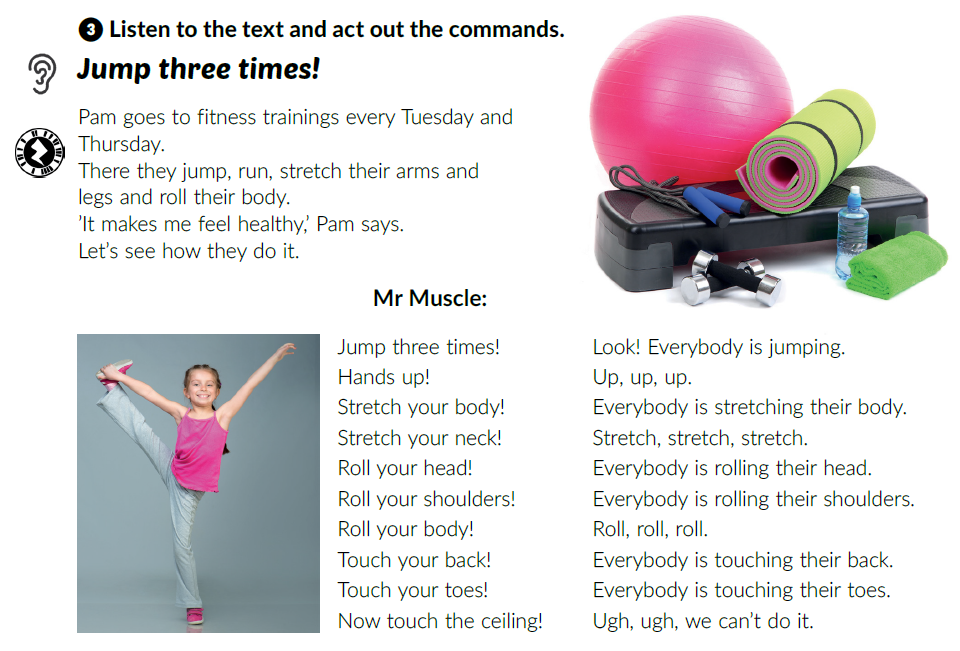 3 Listen to the text and act out the commands.
Jump three times!
Pam goes to fitness trainings every Tuesday and
Thursday.
There they jump, run, stretch their arms and
legs and roll their body.
’It makes me feel healthy,’ Pam says.
Let’s see how they do it.
Mr Muscle:
Jump three times!
Hands up!
Stretch your body!
Stretch your neck!
Roll your head!
Roll your shoulders!
Roll your body!
Touch your back!
Touch your toes!
Now touch the ceiling!
Look! Everybody is jumping.
Up, up, up.
Everybody is stretching their body.
Stretch, stretch, stretch.
Everybody is rolling their head.
Everybody is rolling their shoulders.
Roll, roll, roll.
Everybody is touching their back.
Everybody is touching their toes.
Ugh, ugh, we can’t do it.